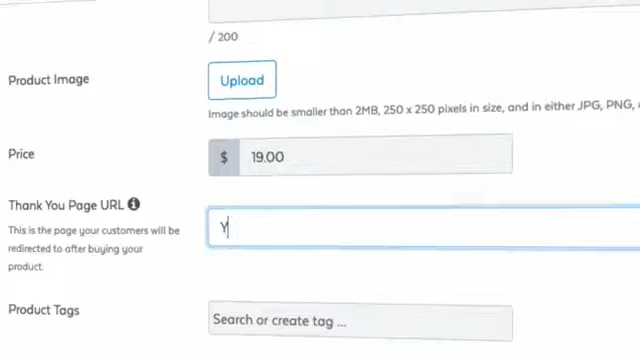 / 200
Product Image
Upload
Image should be smaller than 2MB, 250 x 250 pixels in size, and in either JPG, PNG,
Price
$ 19.00
Thank You Page URL
This is the page your customers will be
redirected to after buying your
product.
Y
Product Tags
Search or create tag ...